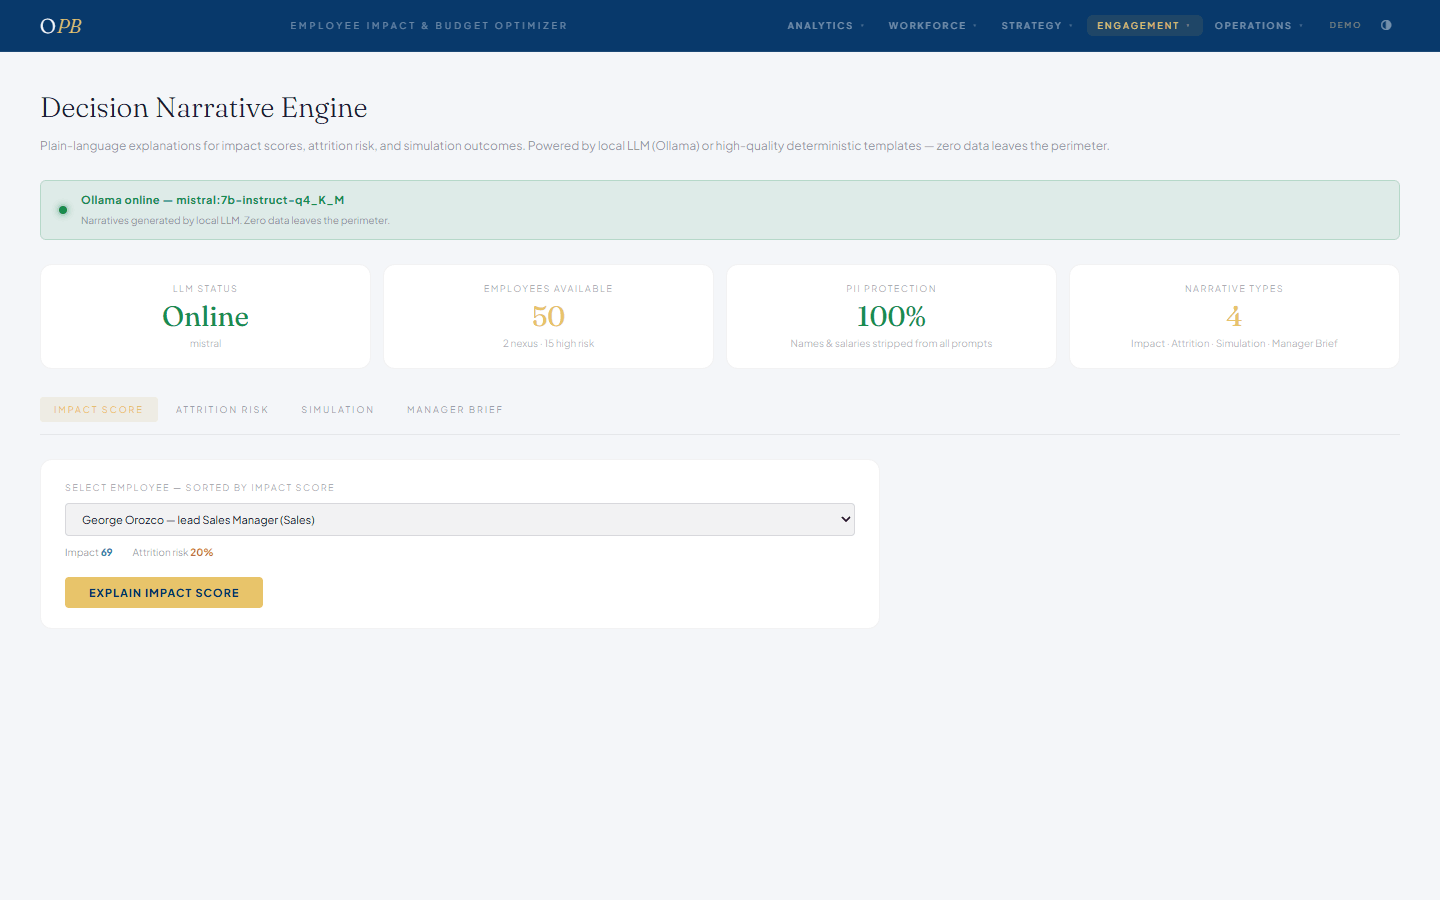 OPB
EMPLOYEE IMPACT & BUDGET OPTIMIZER
ANALYTICS
WORKFORCE
STRATEGY
ENGAGEMENT
OPERATIONS
DEMO
Decision Narrative Engine
Plain-language explanations for impact scores, attrition risk, and simulation outcomes. Powered by local LLM (Ollama) or high-quality deterministic templates — zero data leaves the perimeter.
Ollama online — mistral:7b-instruct-q4_K_M
Narratives generated by local LLM. Zero data leaves the perimeter.
LLM STATUS
Online
mistral
EMPLOYEES AVAILABLE
50
2 nexus · 15 high risk
PII PROTECTION
100%
Names & salaries stripped from all prompts
NARRATIVE TYPES
4
Impact · Attrition · Simulation · Manager Brief
IMPACT SCORE
ATTRITION RISK
SIMULATION
MANAGER BRIEF
SELECT EMPLOYEE — SORTED BY IMPACT SCORE
George Orozco — lead Sales Manager (Sales)
Impact 69 Attrition risk 20%
EXPLAIN IMPACT SCORE